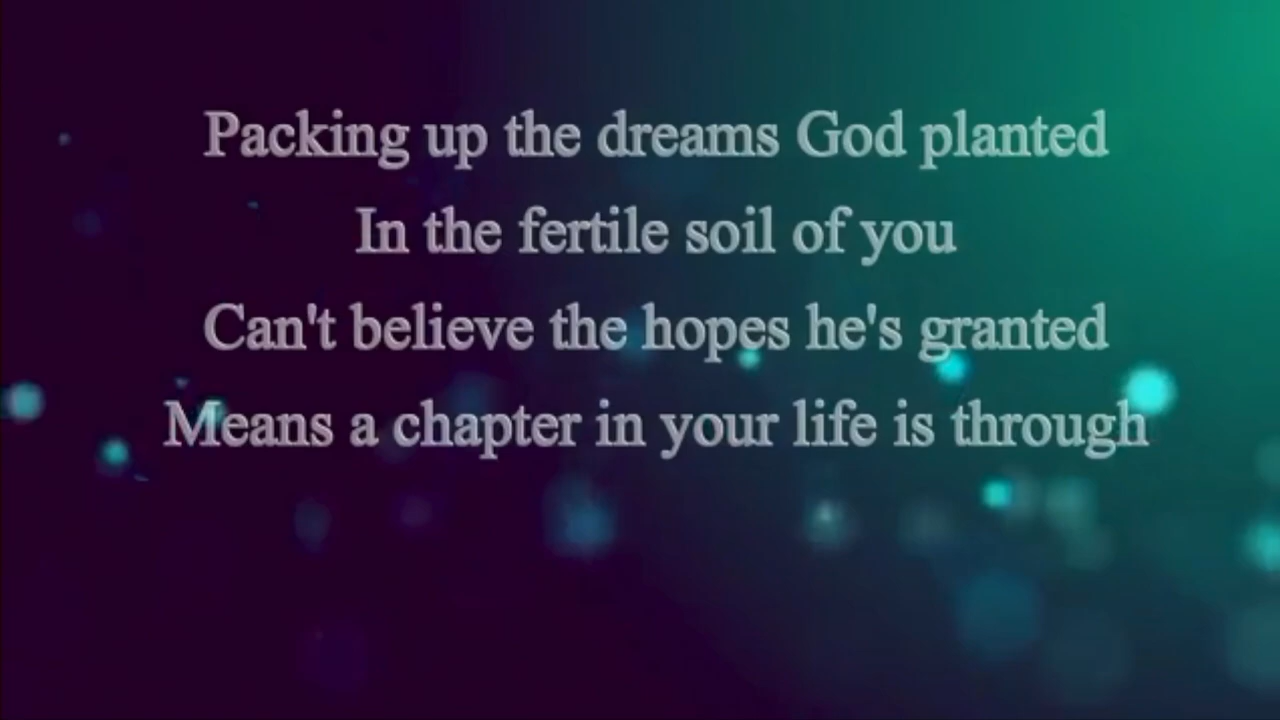 Packing up the dreams God planted
In the fertile soil of you
Can't believe the hopes he's granted
Means a chapter in your life is through